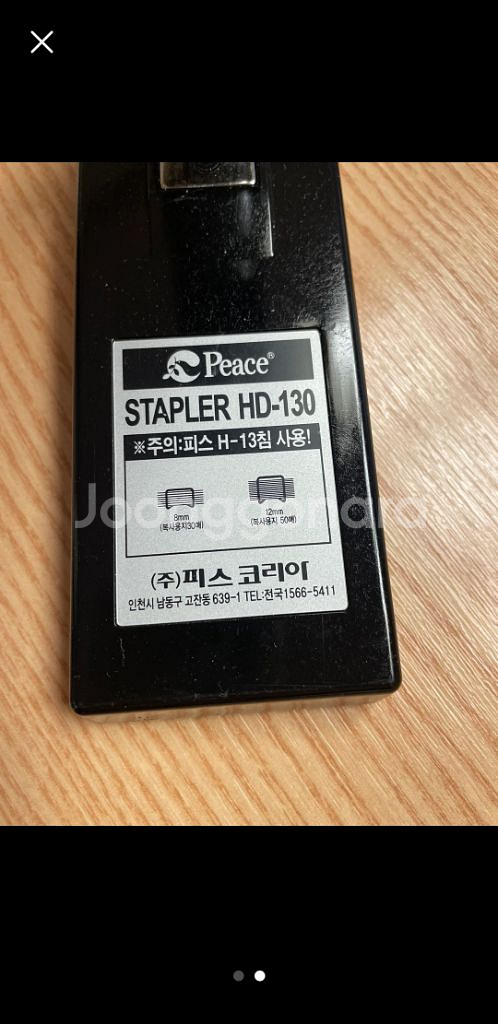 Peace®
STAPLER HD-130
※주의:피스 H-13침 사용!
8mm
(복사용지30매)
12mm
(복사용지 50매)
Joonggonara
(주)피스 코리아
인천시 남동구 고잔동 639-1 TEL:전국1566-5411